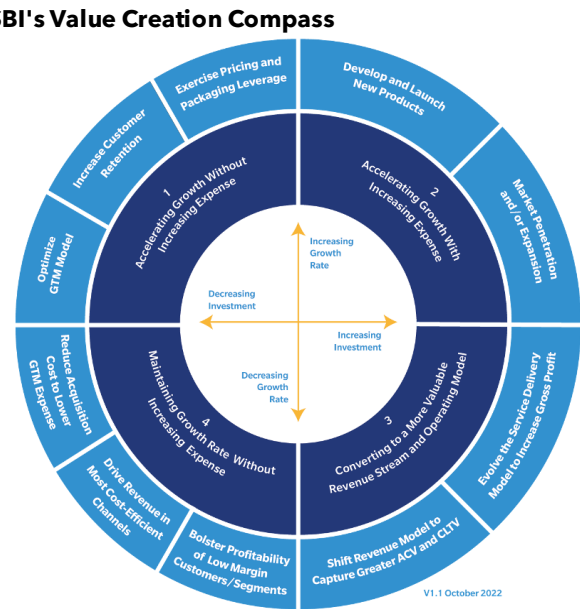 SBI's Value Creation Compass
Exercise Pricing and
Packaging Leverage
Develop and Launch
New Products
Increase Customer
Retention
Market Penetration
and/or Expansion
Optimize
GTM Model
1
Accelerating Growth Without
Increasing Expense
2
Accelerating Growth With
Increasing Expense
Increasing
Growth
Rate
Decreasing
Investment
Increasing
Investment
Decreasing
Growth
Rate
Reduce Acquisition
Cost to Lower
GTM Expense
4
Maintaining Growth Rate Without
Increasing Expense
3
Converting to a More Valuable
Revenue Stream and Operating Model
Evolve the Service Delivery
Model to Increase Gross Profit
Drive Revenue in
Most Cost-Efficient
Channels
Bolster Profitability
of Low Margin
Customers/Segments
Shift Revenue Model to
Capture Greater ACV and CLTV
V1.1 October 2022